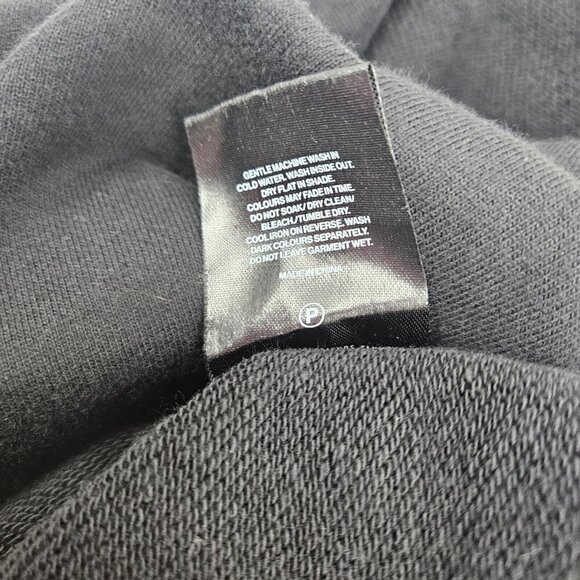 GENTLE MACHINE WASH IN
COLD WATER. WASH INSIDE OUT.
DRY FLAT IN SHADE.
COLOURS MAY FADE IN TIME.
DO NOT SOAK/ DRY CLEAN/
BLEACH/TUMBLE DRY.
COOL IRON ON REVERSE. WASH
DARK COLOURS SEPARATELY.
DO NOT LEAVE GARMENT WET.
MADE IN CHINA
P